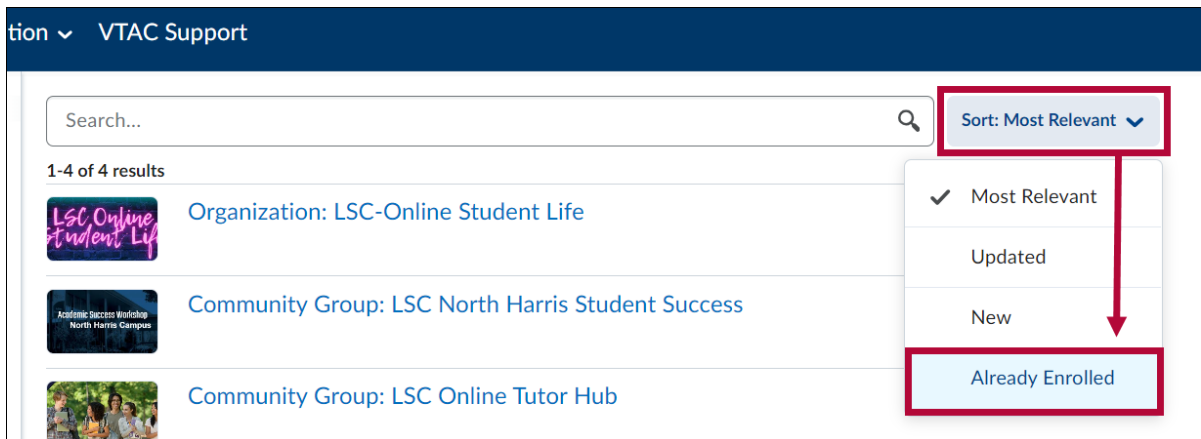 tion VTAC Support
Search...
Sort: Most Relevant
1-4 of 4 results
Most Relevant
Updated
New
Already Enrolled
LSC Online
Student Lif
Organization: LSC-Online Student Life
Academic Success Workshop
North Harris Campus
Community Group: LSC North Harris Student Success
Community Group: LSC Online Tutor Hub